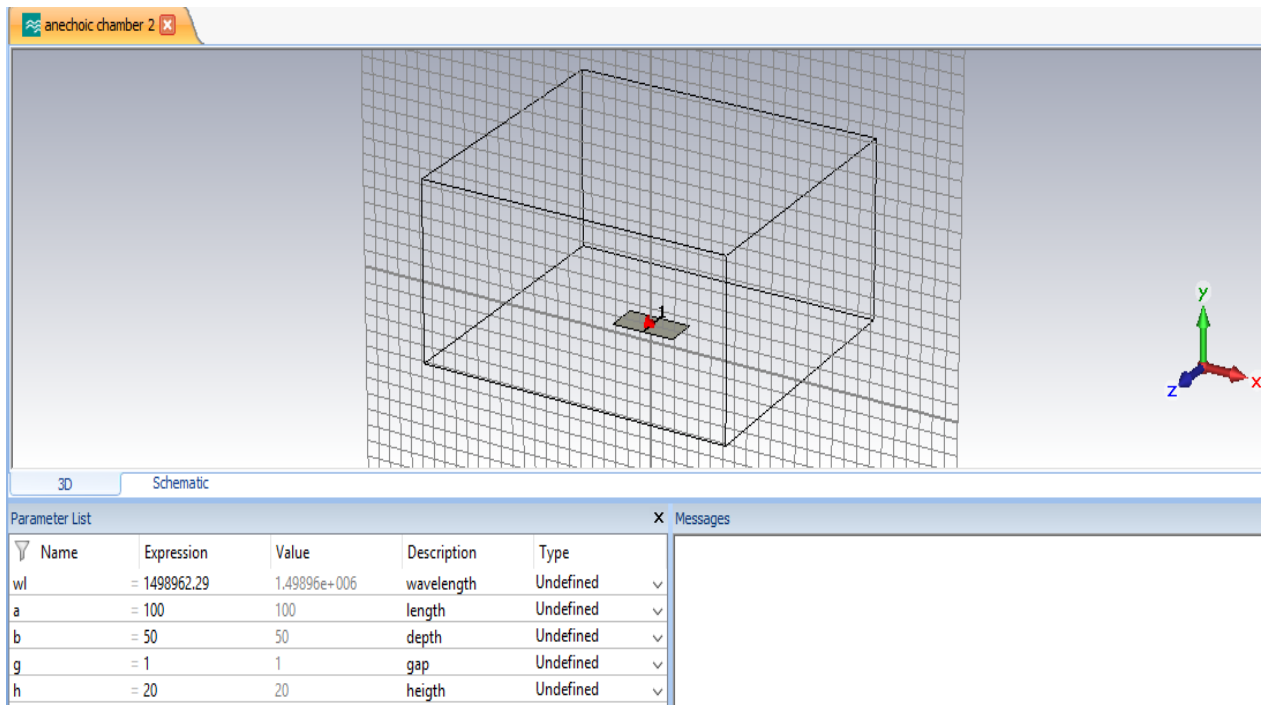 anechoic chamber 2
1
y
x
z
3D Schematic
Parameter List x Messages
Name Expression Value Description Type
wl = 1498962.29 1.49896e+006 wavelength Undefined
a = 100 100 length Undefined
b = 50 50 depth Undefined
g = 1 1 gap Undefined
h = 20 20 heigth Undefined